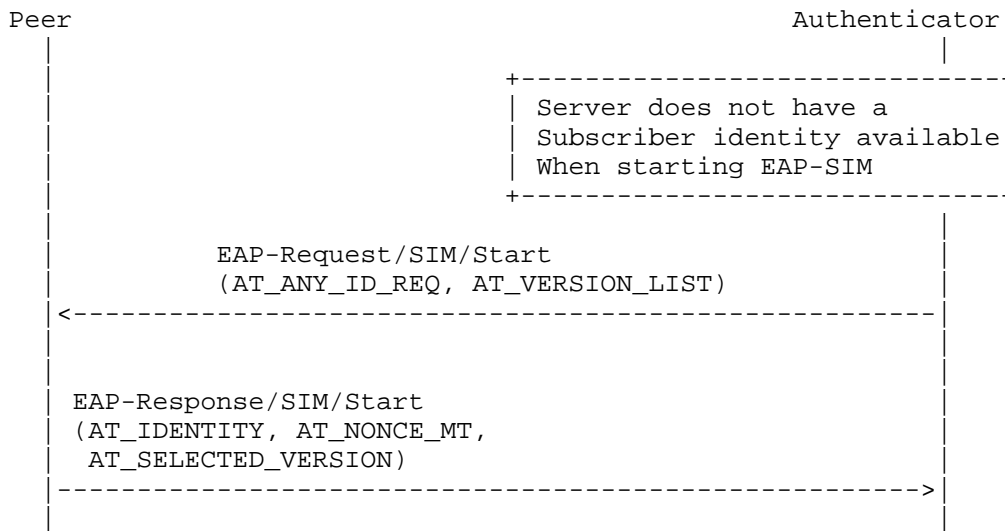 Peer Authenticator
Server does not have a
Subscriber identity available
When starting EAP-SIM
EAP-Request/SIM/Start
(AT_ANY_ID_REQ, AT_VERSION_LIST)
EAP-Response/SIM/Start
(AT_IDENTITY, AT_NONCE_MT,
AT_SELECTED_VERSION)